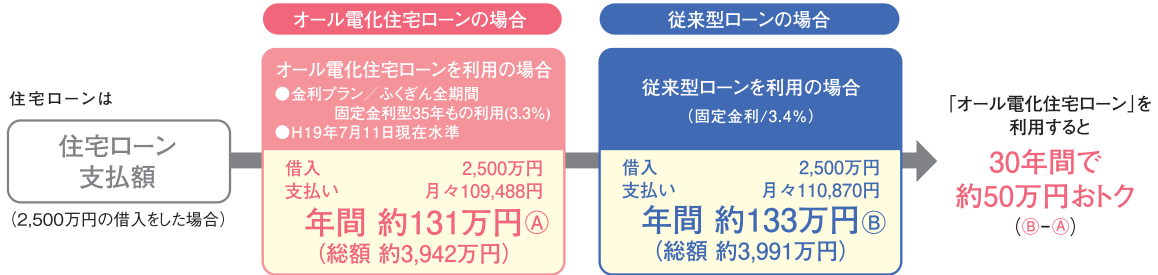 住宅ローンは
住宅ローン
支払額
(2,500万円の借入をした場合)
オール電化住宅ローンの場合
オール電化住宅ローンを利用の場合
●金利プラン／ふくぎん全期間
固定金利型35年もの利用(3.3%)
●H19年7月11日現在水準
借入 2,500万円
支払い 月々109,488円
年間 約131万円Ⓐ
(総額 約3,942万円)
従来型ローンの場合
従来型ローンを利用の場合
(固定金利/3.4%)
借入 2,500万円
支払い 月々110,870円
年間 約133万円Ⓑ
(総額 約3,991万円)
「オール電化住宅ローン」を
利用すると
30年間で
約50万円おトク
(Ⓑ−Ⓐ)